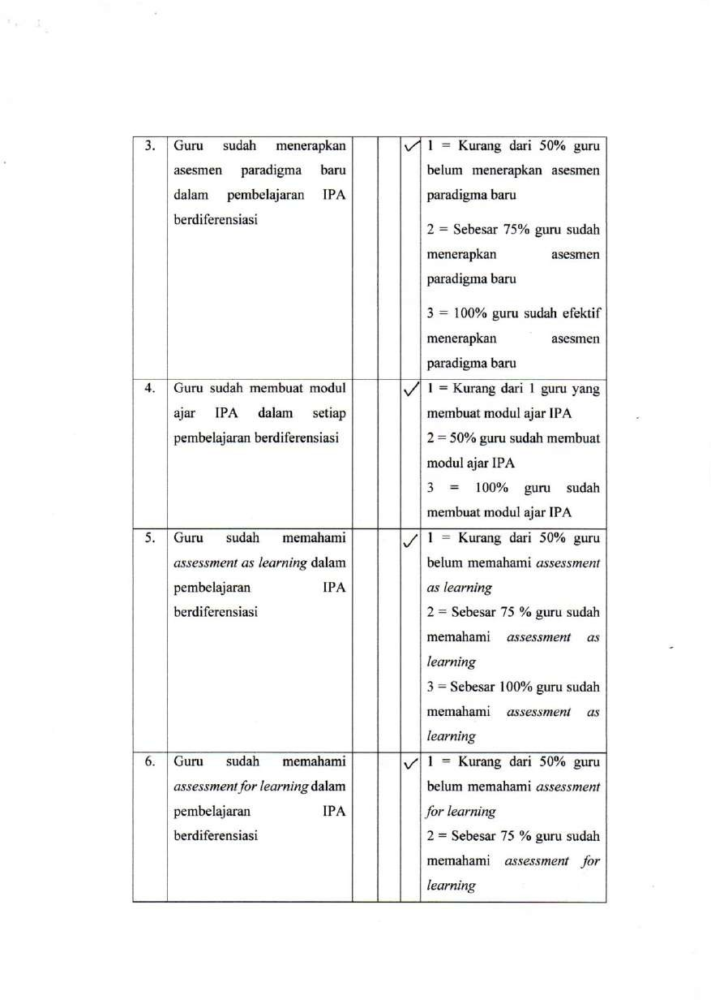 3. Guru sudah menerapkan
asesmen paradigma baru
dalam pembelajaran IPA
berdiferensiasi
✓
1 = Kurang dari 50% guru
belum menerapkan asesmen
paradigma baru
2 = Sebesar 75% guru sudah
menerapkan asesmen
paradigma baru
3 = 100% guru sudah efektif
menerapkan asesmen
paradigma baru
4. Guru sudah membuat modul
ajar IPA dalam setiap
pembelajaran berdiferensiasi
✓
1 = Kurang dari 1 guru yang
membuat modul ajar IPA
2 = 50% guru sudah membuat
modul ajar IPA
3 = 100% guru sudah
membuat modul ajar IPA
5. Guru sudah memahami
assessment as learning dalam
pembelajaran IPA
berdiferensiasi
✓
1 = Kurang dari 50% guru
belum memahami assessment
as learning
2 = Sebesar 75 % guru sudah
memahami assessment as
learning
3 = Sebesar 100% guru sudah
memahami assessment as
learning
6. Guru sudah memahami
assessment for learning dalam
pembelajaran IPA
berdiferensiasi
✓
1 = Kurang dari 50% guru
belum memahami assessment
for learning
2 = Sebesar 75 % guru sudah
memahami assessment for
learning